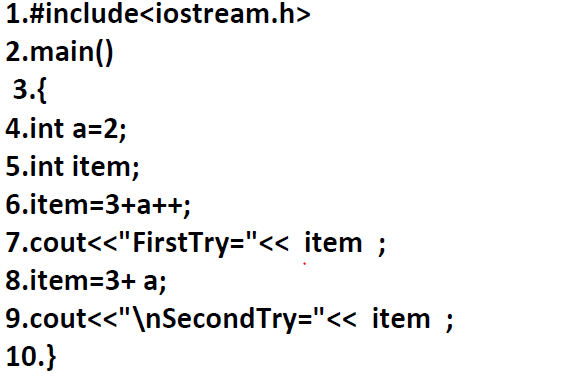 1.#include<iostream.h>
2.main()
3.{
4.int a=2;
5.int item;
6.item=3+a++;
7.cout<<"FirstTry="<< item ;
8.item=3+ a;
9.cout<<"\nSecondTry="<< item ;
10.}